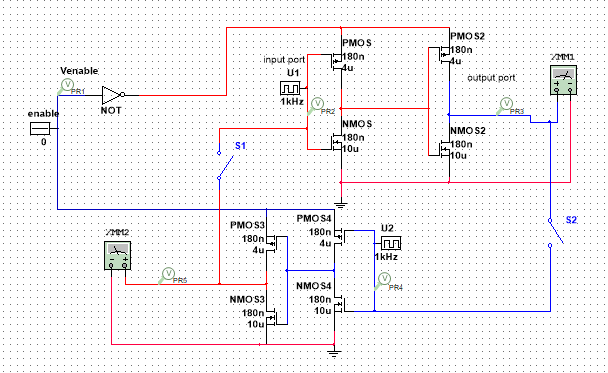 PMOS
180n
4u
PMOS2
180n
4u
input port
U1
1kHz
output port
XMM1
Venable
V
PR1
NOT
enable
0
V
PR2
V
PR3
NMOS
180n
10u
NMOS2
180n
10u
S1
S2
XMM2
PMOS3
180n
4u
PMOS4
180n
4u
U2
1kHz
V
PR5
V
PR4
NMOS3
180n
10u
NMOS4
180n
10u